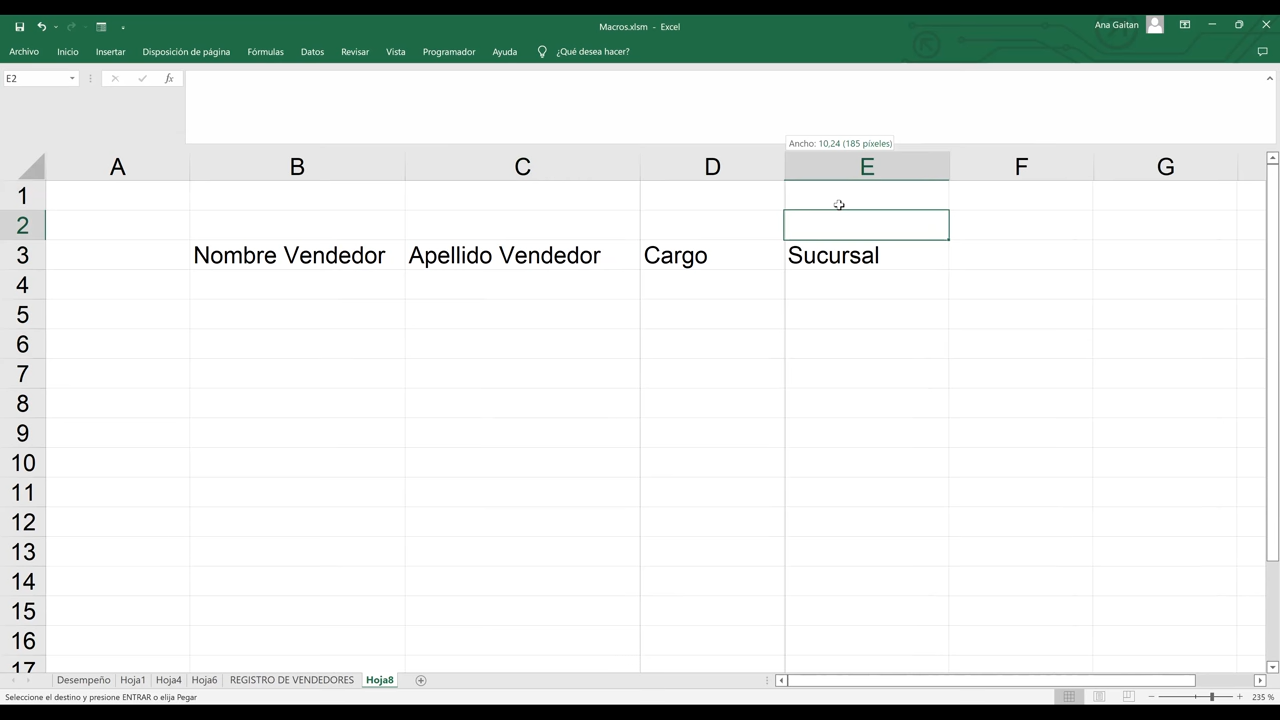 Macros.xlsm - Excel
Ana Gaitan
Archivo Inicio Insertar Disposición de página Fórmulas Datos Revisar Vista Programador Ayuda ¿Qué desea hacer?
E2 fx
Ancho: 10,24 (185 píxeles)
A B C D E F G
1
2
3 Nombre Vendedor Apellido Vendedor Cargo Sucursal
4
5
6
7
8
9
10
11
12
13
14
15
16
17
Desempeño Hoja1 Hoja4 Hoja6 REGISTRO DE VENDEDORES Hoja8
Seleccione el destino y presione ENTRAR o elija Pegar 235 %